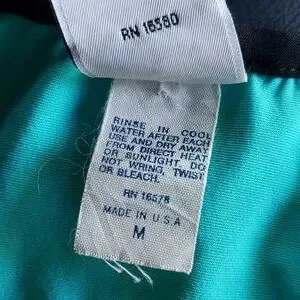 RN 16580
RINSE IN COOL
WATER AFTER EACH
USE AND DRY AWAY
FROM DIRECT HEAT
OR SUNLIGHT. DO
NOT WRING, TWIST
OR BLEACH.
RN 16578
MADE IN U.S.A
M